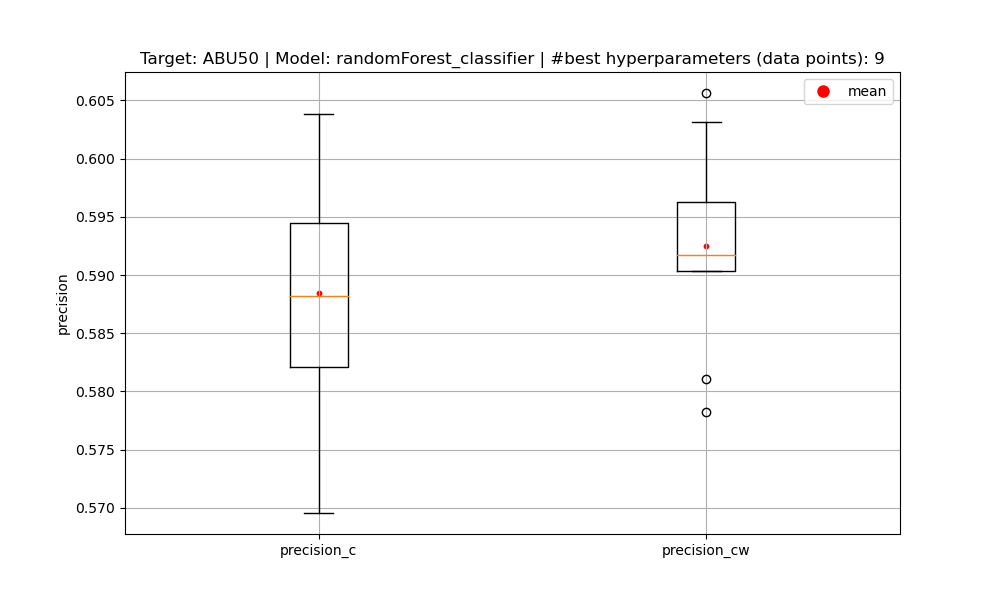 Target: ABU50 | Model: randomForest_classifier | #best hyperparameters (data points): 9
mean
0.605
0.600
0.595
0.590
0.585
0.580
0.575
0.570
precision
precision_c
precision_cw